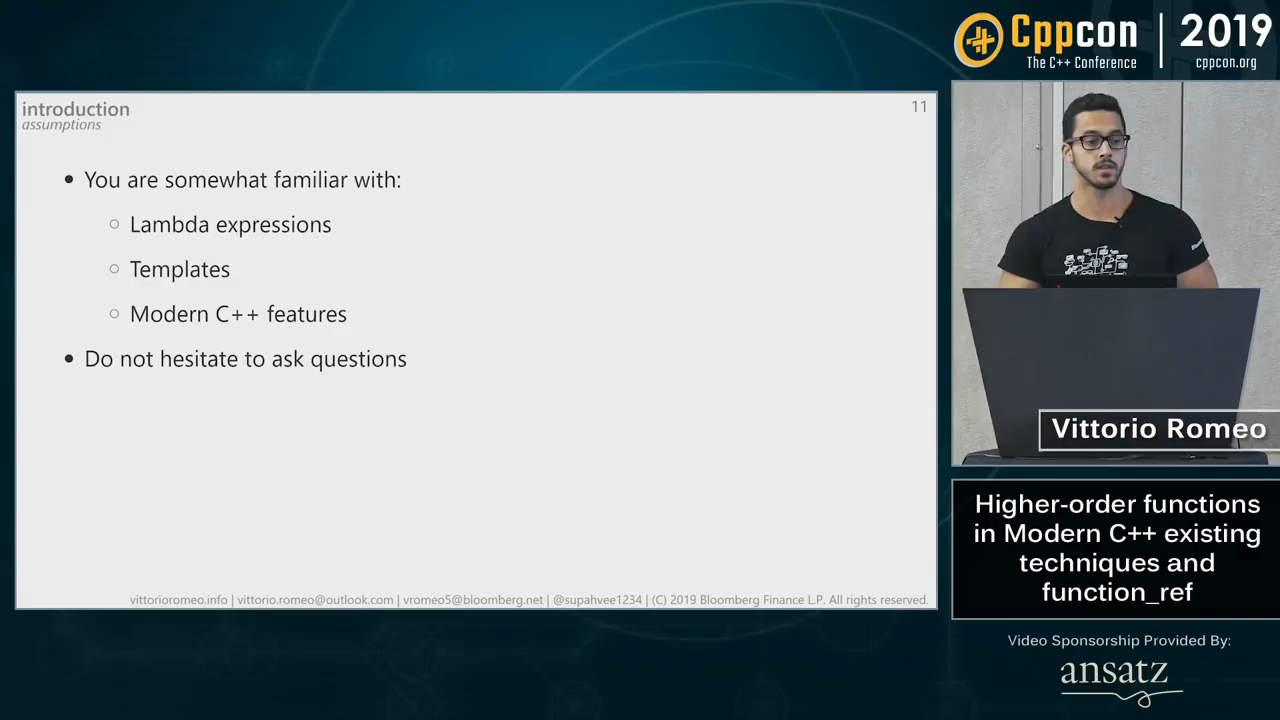 introduction
assumptions
11
• You are somewhat familiar with:
○ Lambda expressions
○ Templates
○ Modern C++ features
• Do not hesitate to ask questions
vittorioromeo.info | vittorio.romeo@outlook.com | vromeo5@bloomberg.net | @supahvee1234 | (C) 2019 Bloomberg Finance L.P. All rights reserved.
Cppcon
The C++ Conference
2019
cppcon.org
Vittorio Romeo
Higher-order functions
in Modern C++ existing
techniques and
function_ref
Video Sponsorship Provided By:
ansatz